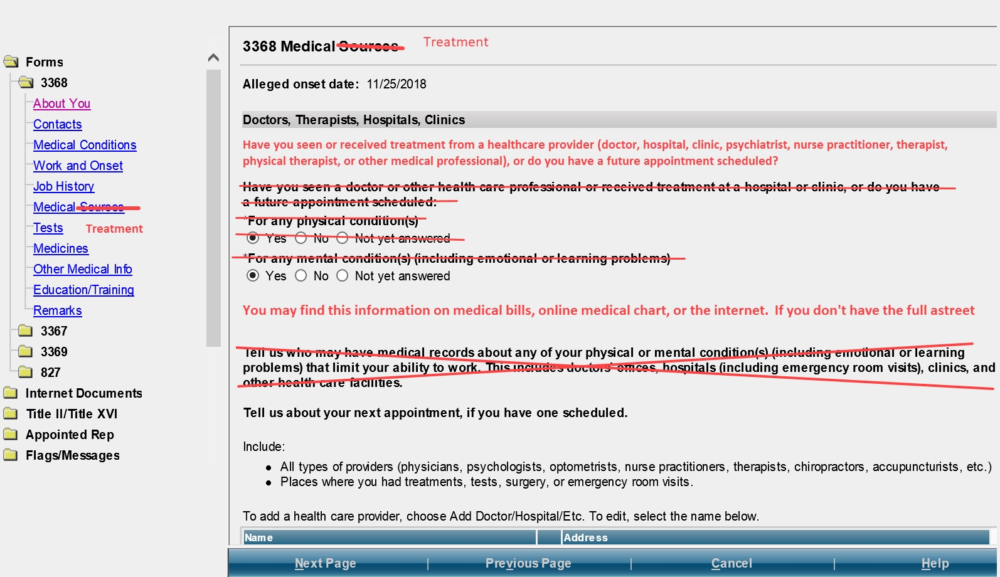 Forms
3368
About You
Contacts
Medical Conditions
Work and Onset
Job History
Medical Sources
Tests
Treatment
Medicines
Other Medical Info
Education/Training
Remarks
3367
3369
827
Internet Documents
Title II/Title XVI
Appointed Rep
Flags/Messages
3368 Medical Sources
Treatment
Alleged onset date: 11/25/2018
Doctors, Therapists, Hospitals, Clinics
Have you seen or received treatment from a healthcare provider (doctor, hospital, clinic, psychiatrist, nurse practitioner, therapist,
physical therapist, or other medical professional), or do you have a future appointment scheduled?
Have you seen a doctor or other health care professional or received treatment at a hospital or clinic, or do you have
a future appointment scheduled:
*For any physical condition(s)
Yes No Not yet answered
*For any mental condition(s) (including emotional or learning problems)
Yes No Not yet answered
You may find this information on medical bills, online medical chart, or the internet. If you don't have the full astreet
Tell us who may have medical records about any of your physical or mental condition(s) (including emotional or learning
problems) that limit your ability to work. This includes doctors' offices, hospitals (including emergency room visits), clinics, and
other health care facilities.
Tell us about your next appointment, if you have one scheduled.
Include:
● All types of providers (physicians, psychologists, optometrists, nurse practitioners, therapists, chiropractors, accupuncturists, etc.)
● Places where you had treatments, tests, surgery, or emergency room visits.
To add a health care provider, choose Add Doctor/Hospital/Etc. To edit, select the name below.
Name Address
Next Page | Previous Page | Cancel | Help